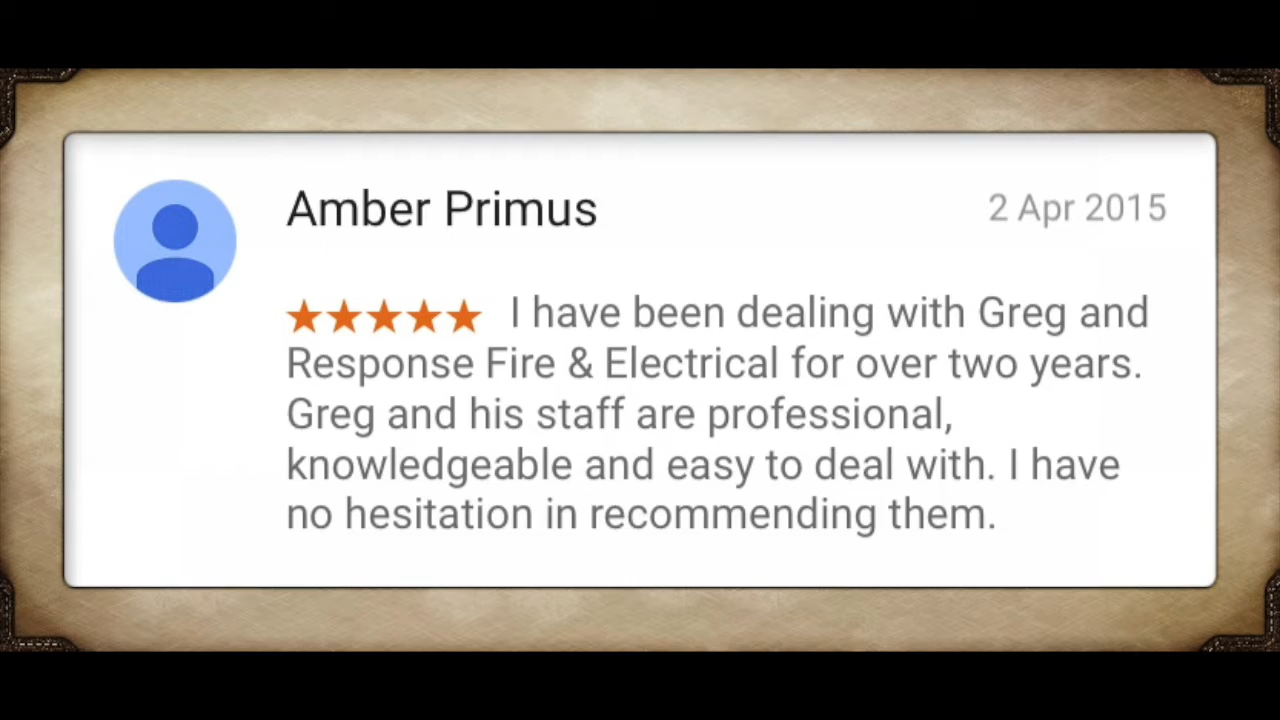 Amber Primus
2 Apr 2015
★★★★★ I have been dealing with Greg and
Response Fire & Electrical for over two years.
Greg and his staff are professional,
knowledgeable and easy to deal with. I have
no hesitation in recommending them.